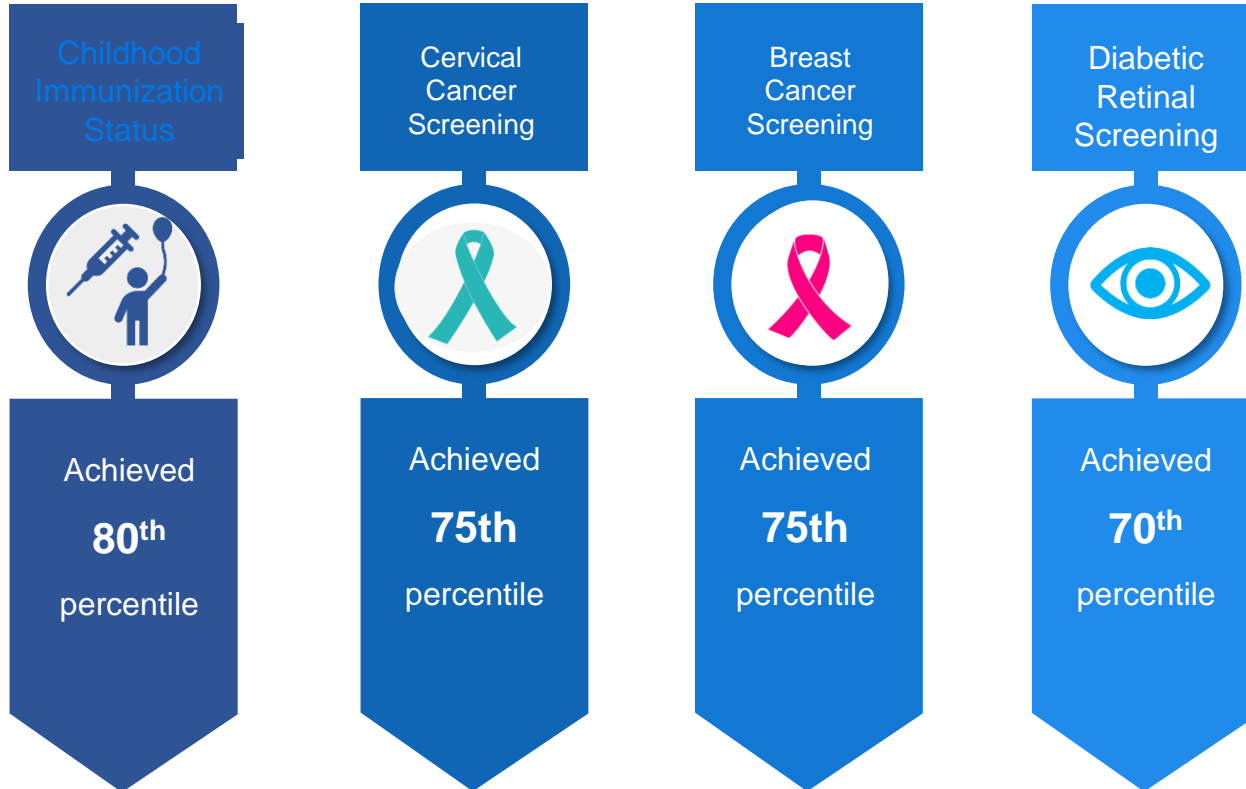 Childhood
Immunization
Status
Cervical
Cancer
Screening
Breast
Cancer
Screening
Diabetic
Retinal
Screening
Achieved
80th
percentile
Achieved
75th
percentile
Achieved
75th
percentile
Achieved
70th
percentile